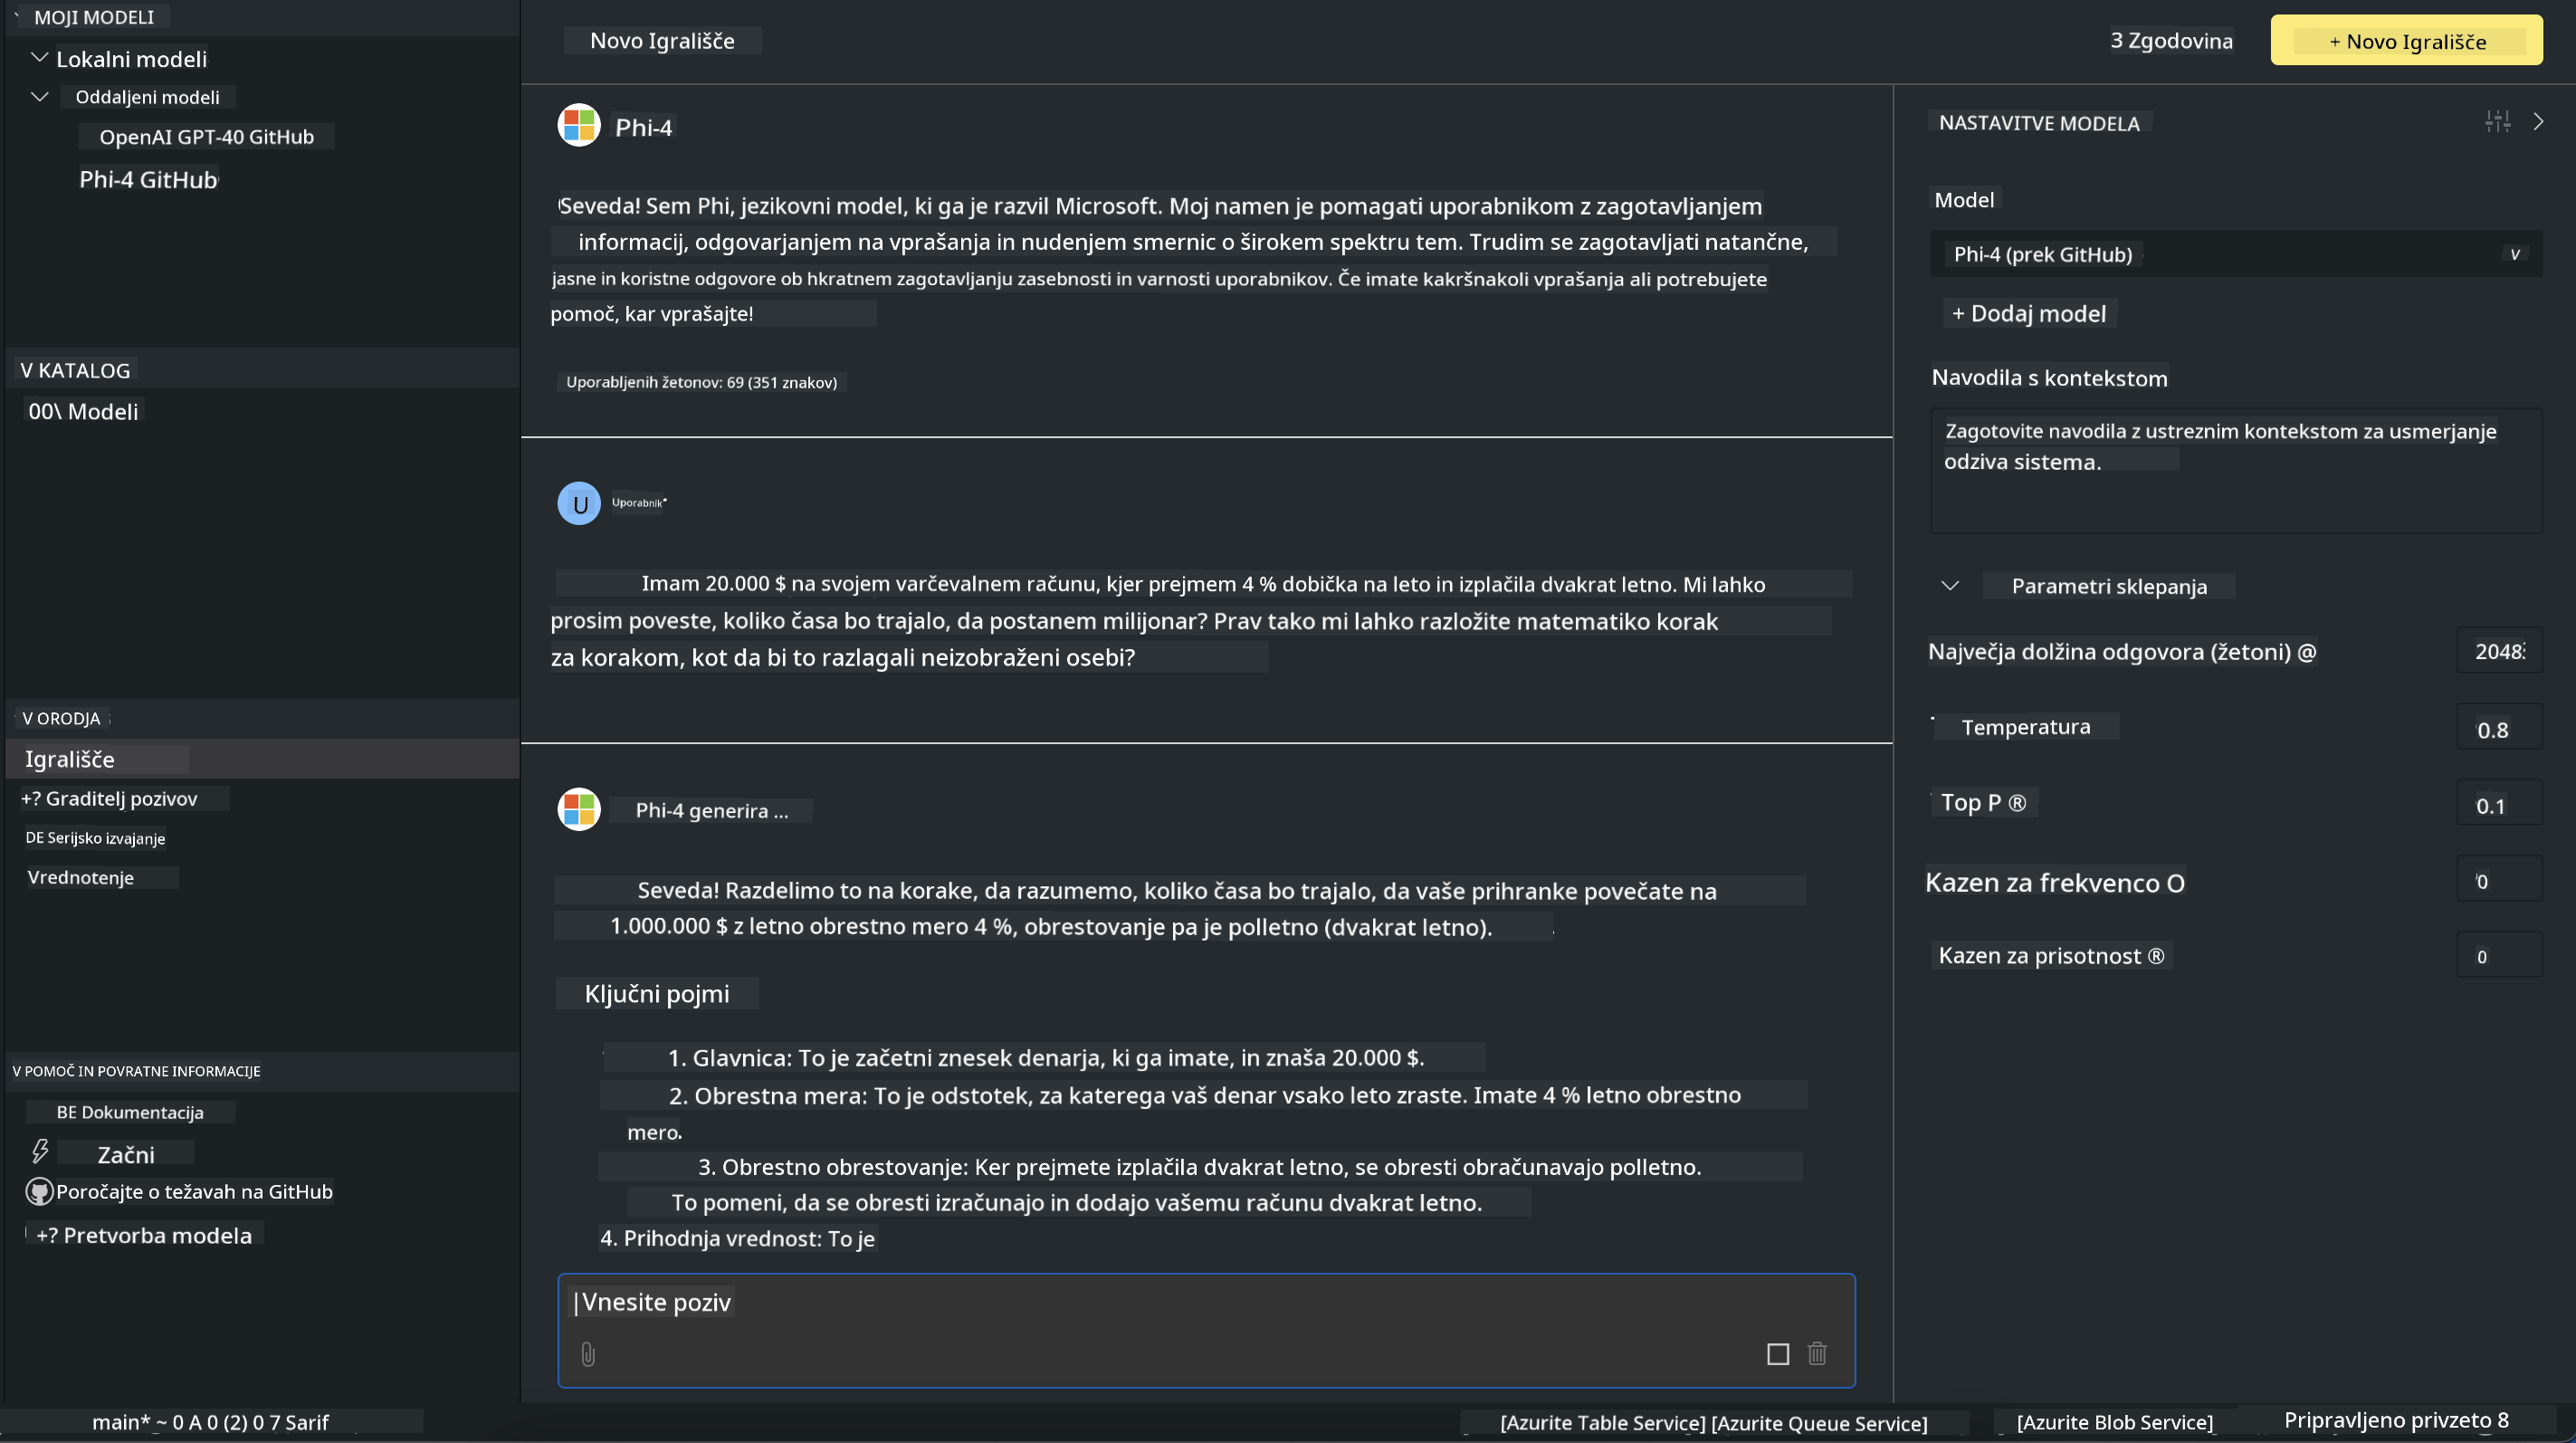 MOJI MODELI
Lokalni modeli
Oddaljeni modeli
OpenAI GPT-40 GitHub
Phi-4 GitHub
V KATALOG
00\ Modeli
V ORODJA
Igrališče
+? Graditelj pozivov
DE Serijsko izvajanje
Vrednotenje
V POMOČ IN POVRATNE INFORMACIJE
BE Dokumentacija
Začni
Poročajte o težavah na GitHub
+? Pretvorba modela
Novo Igrališče
3 Zgodovina
+ Novo Igrališče
Phi-4
Seveda! Sem Phi, jezikovni model, ki ga je razvil Microsoft. Moj namen je pomagati uporabnikom z zagotavljanjem
informacij, odgovarjanjem na vprašanja in nudenjem smernic o širokem spektru tem. Trudim se zagotavljati natančne,
jasne in koristne odgovore ob hkratnem zagotavljanju zasebnosti in varnosti uporabnikov. Če imate kakršnakoli vprašanja ali potrebujete
pomoč, kar vprašajte!
Uporabljenih žetonov: 69 (351 znakov)
U
Uporabnik
Imam 20.000 $ na svojem varčevalnem računu, kjer prejmem 4 % dobička na leto in izplačila dvakrat letno. Mi lahko
prosim poveste, koliko časa bo trajalo, da postanem milijonar? Prav tako mi lahko razložite matematiko korak
za korakom, kot da bi to razlagali neizobraženi osebi?
Phi-4 generira ...
Seveda! Razdelimo to na korake, da razumemo, koliko časa bo trajalo, da vaše prihranke povečate na
1.000.000 $ z letno obrestno mero 4 %, obrestovanje pa je polletno (dvakrat letno).
Ključni pojmi
1. Glavnica: To je začetni znesek denarja, ki ga imate, in znaša 20.000 $.
2. Obrestna mera: To je odstotek, za katerega vaš denar vsako leto zraste. Imate 4 % letno obrestno
mero.
3. Obrestno obrestovanje: Ker prejmete izplačila dvakrat letno, se obresti obračunavajo polletno.
To pomeni, da se obresti izračunajo in dodajo vašemu računu dvakrat letno.
4. Prihodnja vrednost: To je
|Vnesite poziv
NASTAVITVE MODELA
Model
Phi-4 (prek GitHub)
v
+ Dodaj model
Navodila s kontekstom
Zagotovite navodila z ustreznim kontekstom za usmerjanje
odziva sistema.
Parametri sklepanja
Največja dolžina odgovora (žetoni) @
2048
Temperatura
0.8
Top P ®
0.1
Kazen za frekvenco O
0
Kazen za prisotnost ®
0
main* ~ 0 A 0 (2) 0 7 Sarif
[Azurite Table Service] [Azurite Queue Service]
[Azurite Blob Service]
Pripravljeno privzeto 8